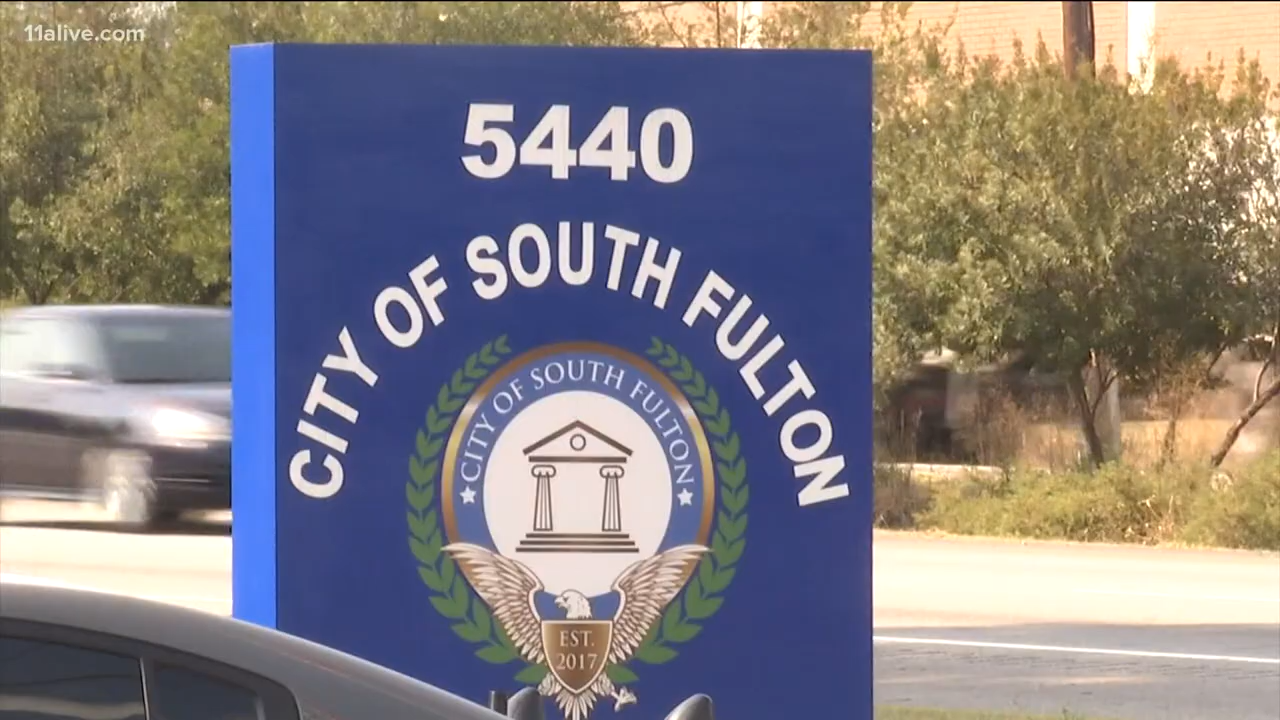 11alive.com
5440
CITY OF SOUTH FULTON
CITY OF SOUTH FULTON
EST.
2017